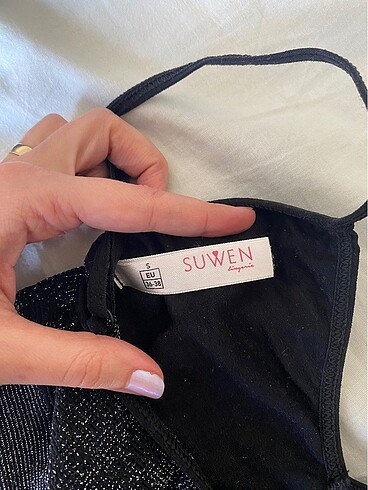 S
EU
36-38
SUWEN
lingerie